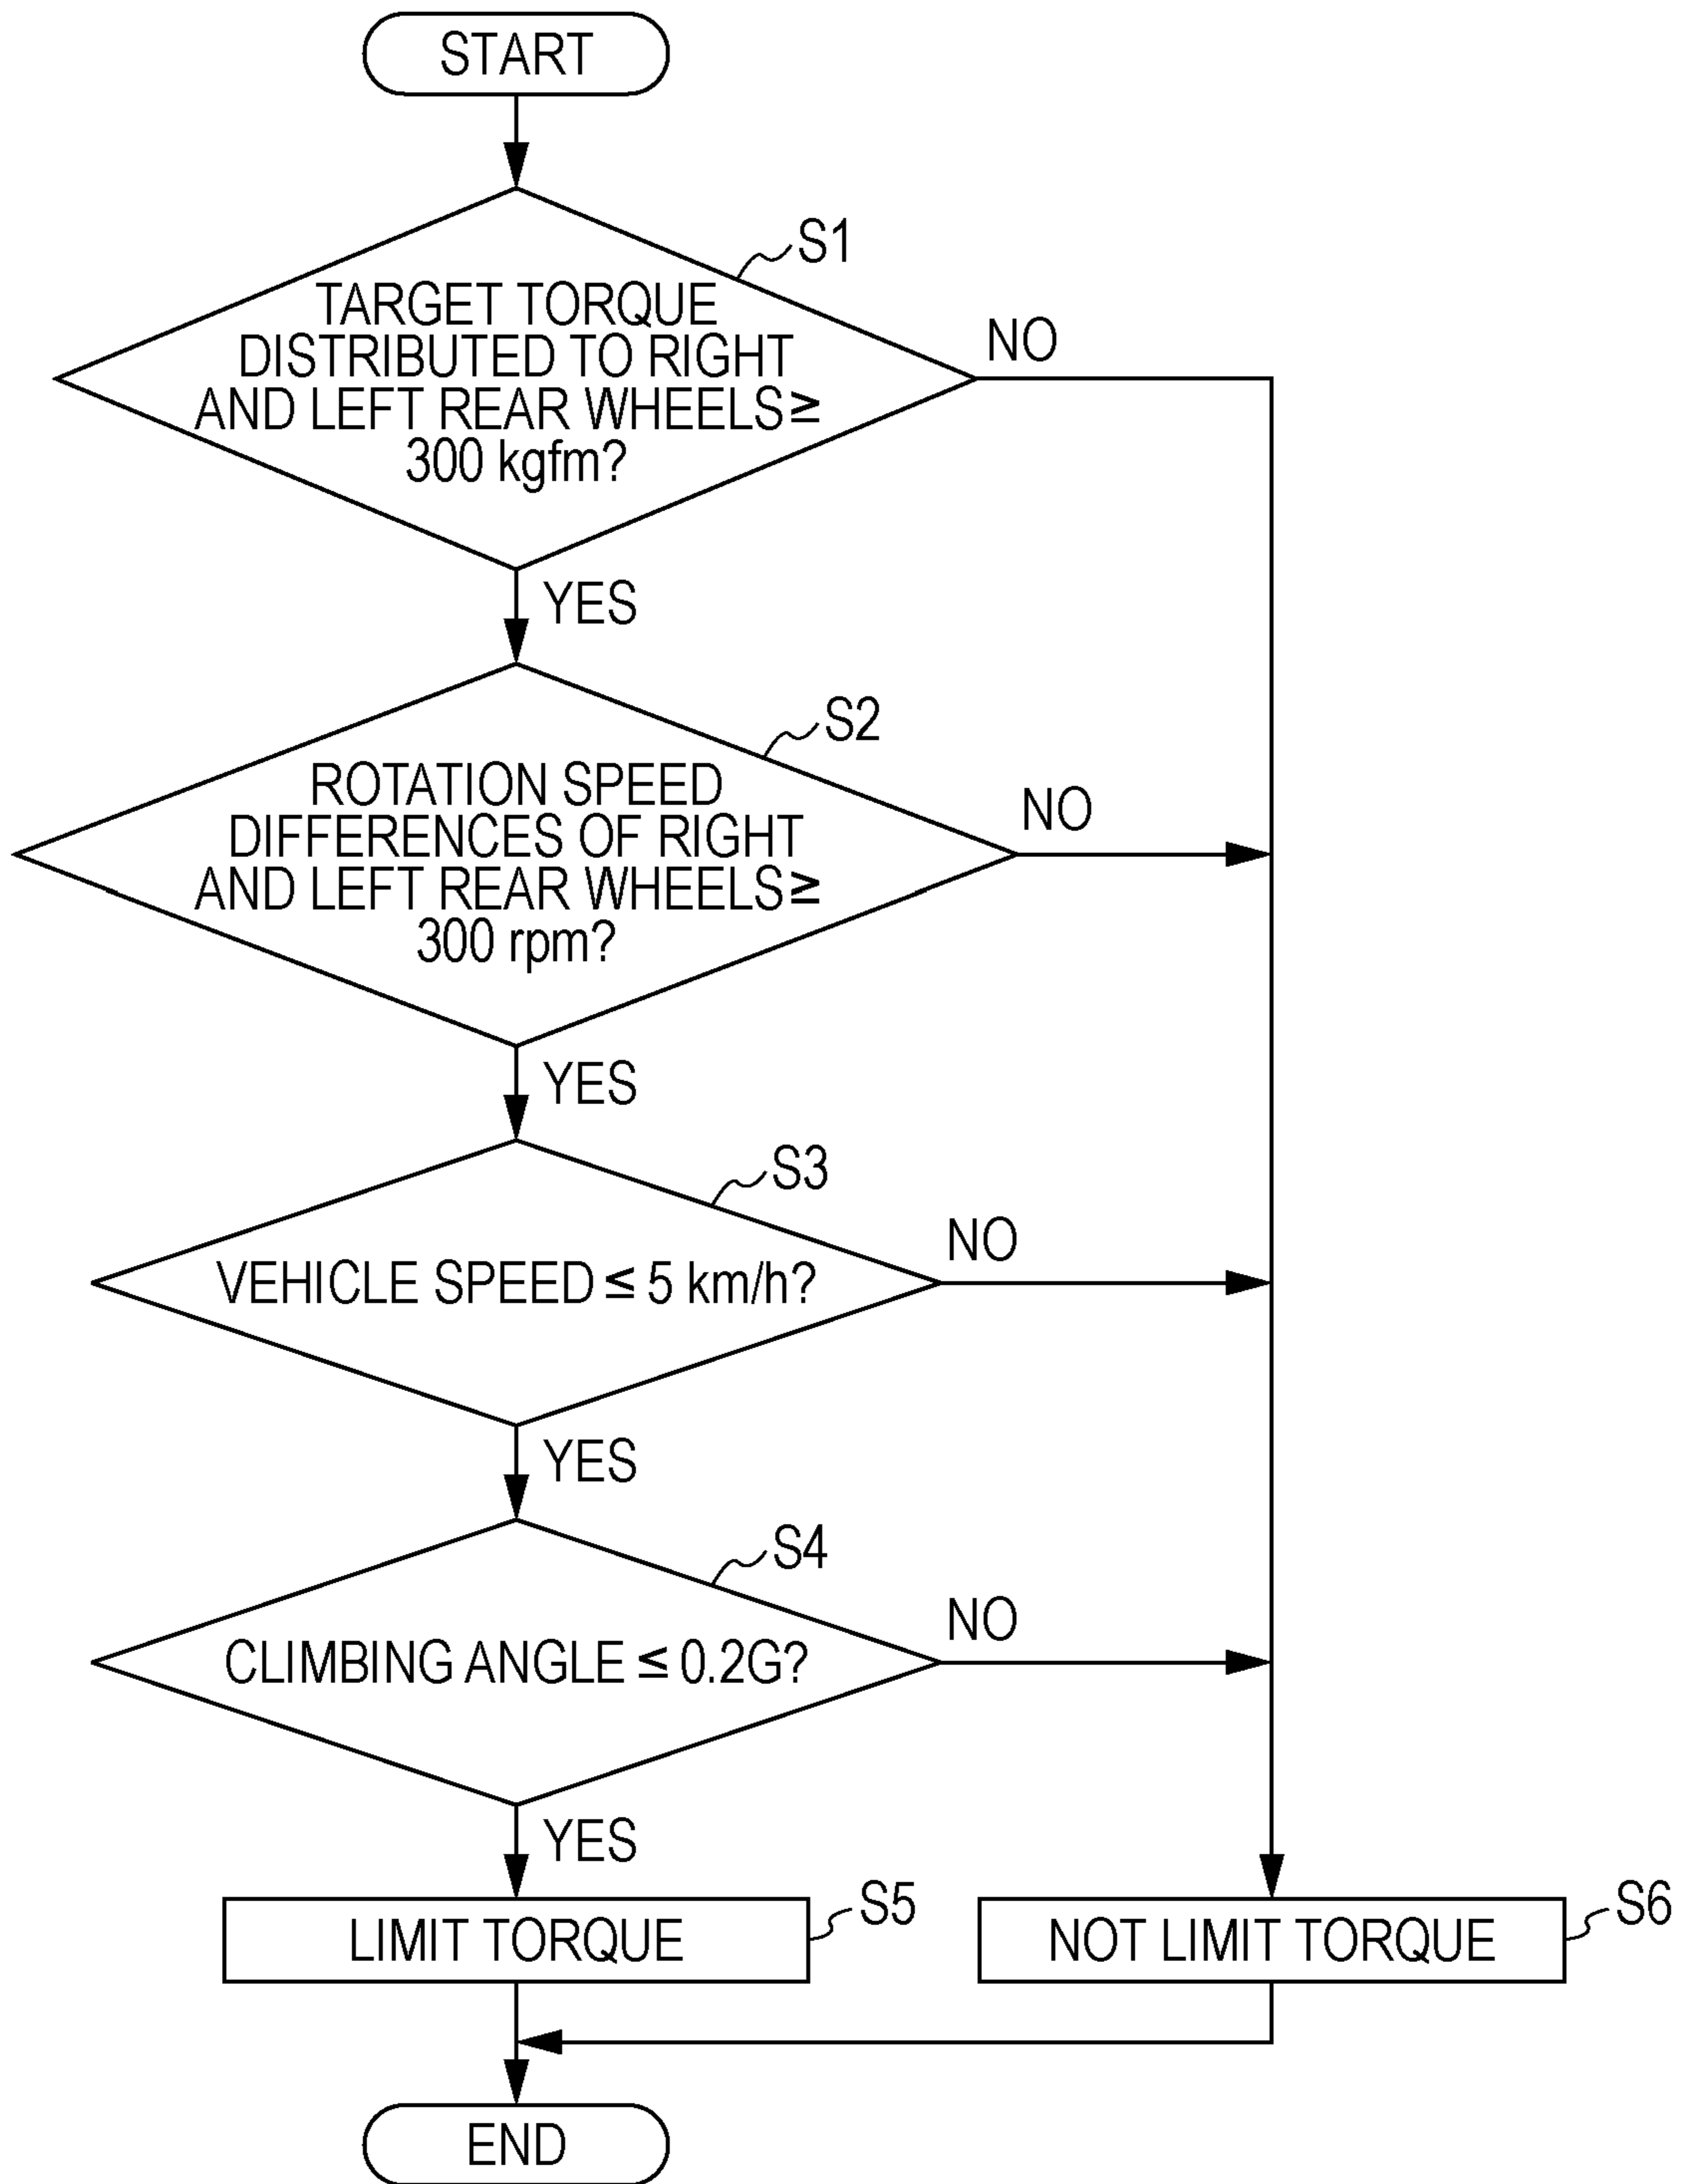 START
S1
TARGET TORQUE
DISTRIBUTED TO RIGHT
AND LEFT REAR WHEELS ≥
300 kgfm?
NO
YES
S2
ROTATION SPEED
DIFFERENCES OF RIGHT
AND LEFT REAR WHEELS ≥
300 rpm?
NO
YES
S3
VEHICLE SPEED ≤ 5 km/h?
NO
YES
S4
CLIMBING ANGLE ≤ 0.2G?
NO
YES
S5
LIMIT TORQUE
S6
NOT LIMIT TORQUE
END